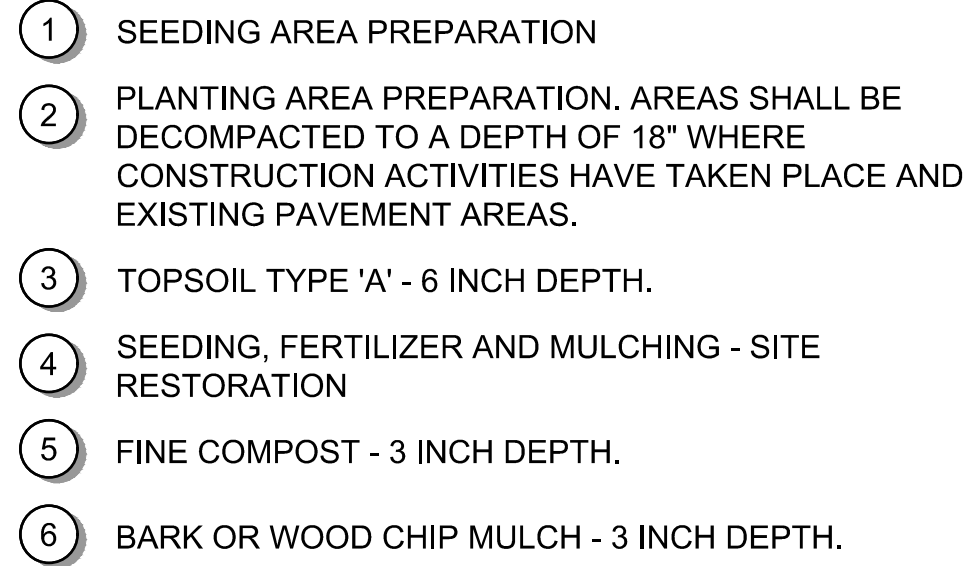 1 SEEDING AREA PREPARATION
2 PLANTING AREA PREPARATION. AREAS SHALL BE
DECOMPACTED TO A DEPTH OF 18" WHERE
CONSTRUCTION ACTIVITIES HAVE TAKEN PLACE AND
EXISTING PAVEMENT AREAS.
3 TOPSOIL TYPE 'A' - 6 INCH DEPTH.
4 SEEDING, FERTILIZER AND MULCHING - SITE
RESTORATION
5 FINE COMPOST - 3 INCH DEPTH.
6 BARK OR WOOD CHIP MULCH - 3 INCH DEPTH.